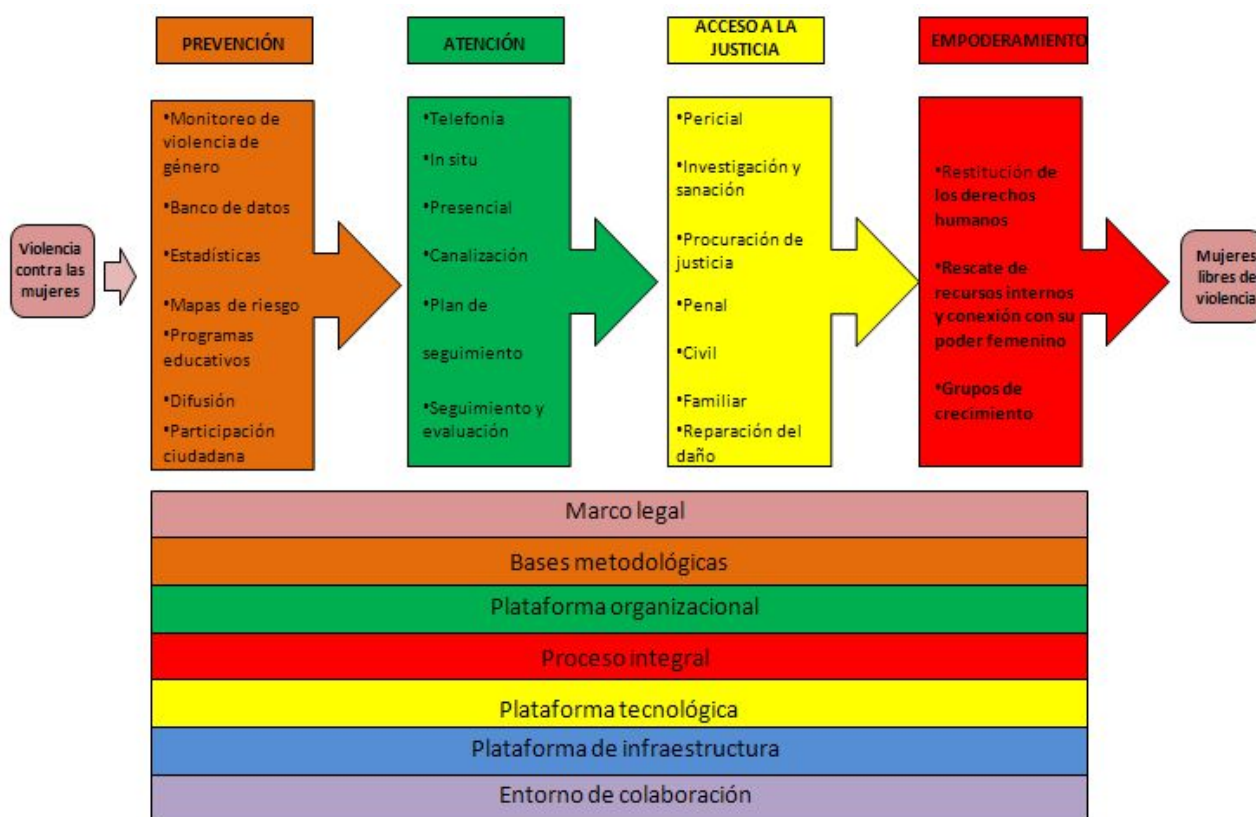 PREVENCIÓN
ATENCIÓN
ACCESO A LA
JUSTICIA
EMPODERAMIENTO
Violencia
contra las
mujeres
•Monitoreo de
violencia de
género
•Banco de datos
•Estadísticas
•Mapas de riesgo
•Programas
educativos
•Difusión
•Participación
ciudadana
•Telefonía
•In situ
•Presencial
•Canalización
•Plan de
seguimiento
•Seguimiento y
evaluación
•Pericial
•Investigación y
sanación
•Procuración de
justicia
•Penal
•Civil
•Familiar
•Reparación del
daño
•Restitución de
los derechos
humanos
•Rescate de
recursos internos
y conexión con su
poder femenino
•Grupos de
crecimiento
Mujeres
libres de
violencia
Marco legal
Bases metodológicas
Plataforma organizacional
Proceso integral
Plataforma tecnológica
Plataforma de infraestructura
Entorno de colaboración